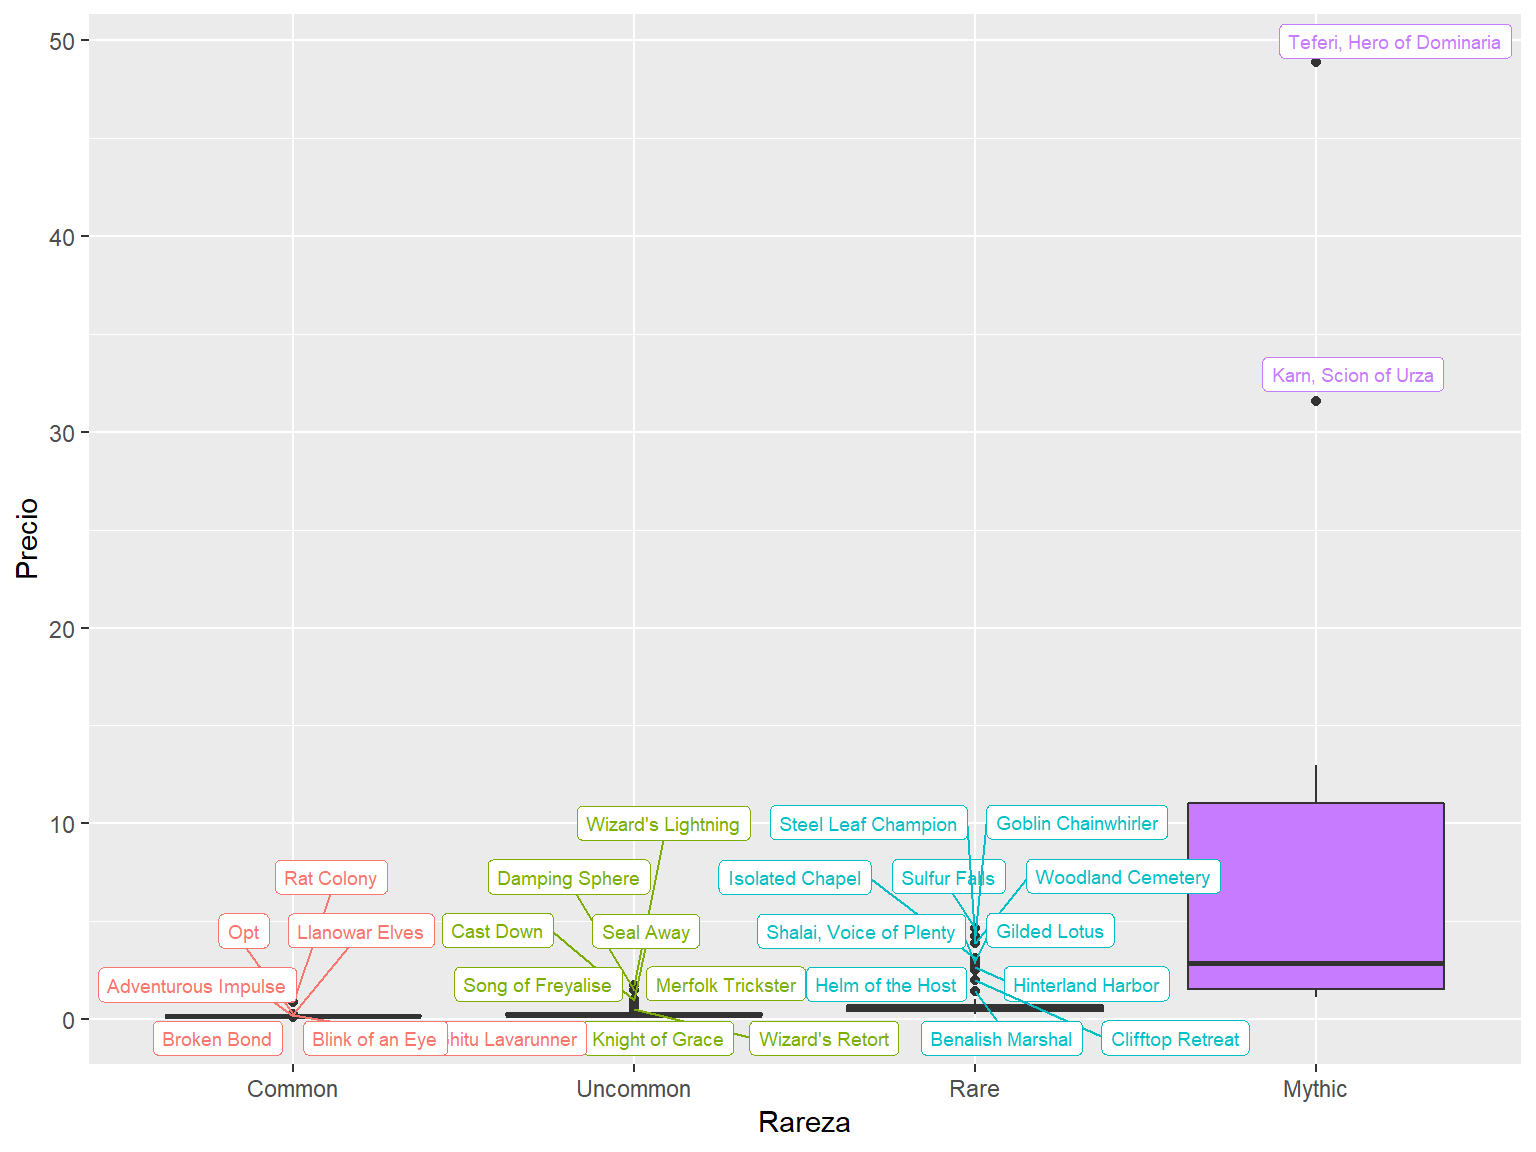 50
Teferi, Hero of Dominaria
40
Karn, Scion of Urza
30
Precio
20
10
Wizard's Lightning
Steel Leaf Champion
Goblin Chainwhirler
Rat Colony
Damping Sphere
Isolated Chapel
Sulfur Falls
Woodland Cemetery
Opt
Llanowar Elves
Cast Down
Seal Away
Shalai, Voice of Plenty
Gilded Lotus
Adventurous Impulse
Song of Freyalise
Merfolk Trickster
Helm of the Host
Hinterland Harbor
0
Broken Bond
Blink of an Eye
Lavarunner
Knight of Grace
Wizard's Retort
Benalish Marshal
Clifftop Retreat
Common
Uncommon
Rare
Mythic
Rareza